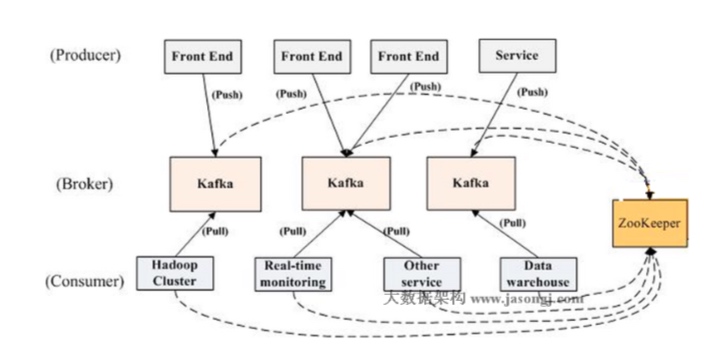 (Producer)
Front End
Front End
Front End
Service
(Push)
(Push)
(Push)
(Push)
(Broker)
Kafka
Kafka
Kafka
ZooKeeper
(Pull)
(Pull)
(Pull)
(Pull)
(Consumer)
Hadoop
Cluster
Real-time
monitoring
Other
service
Data
warehouse
大数据架构 www.jasongj.com